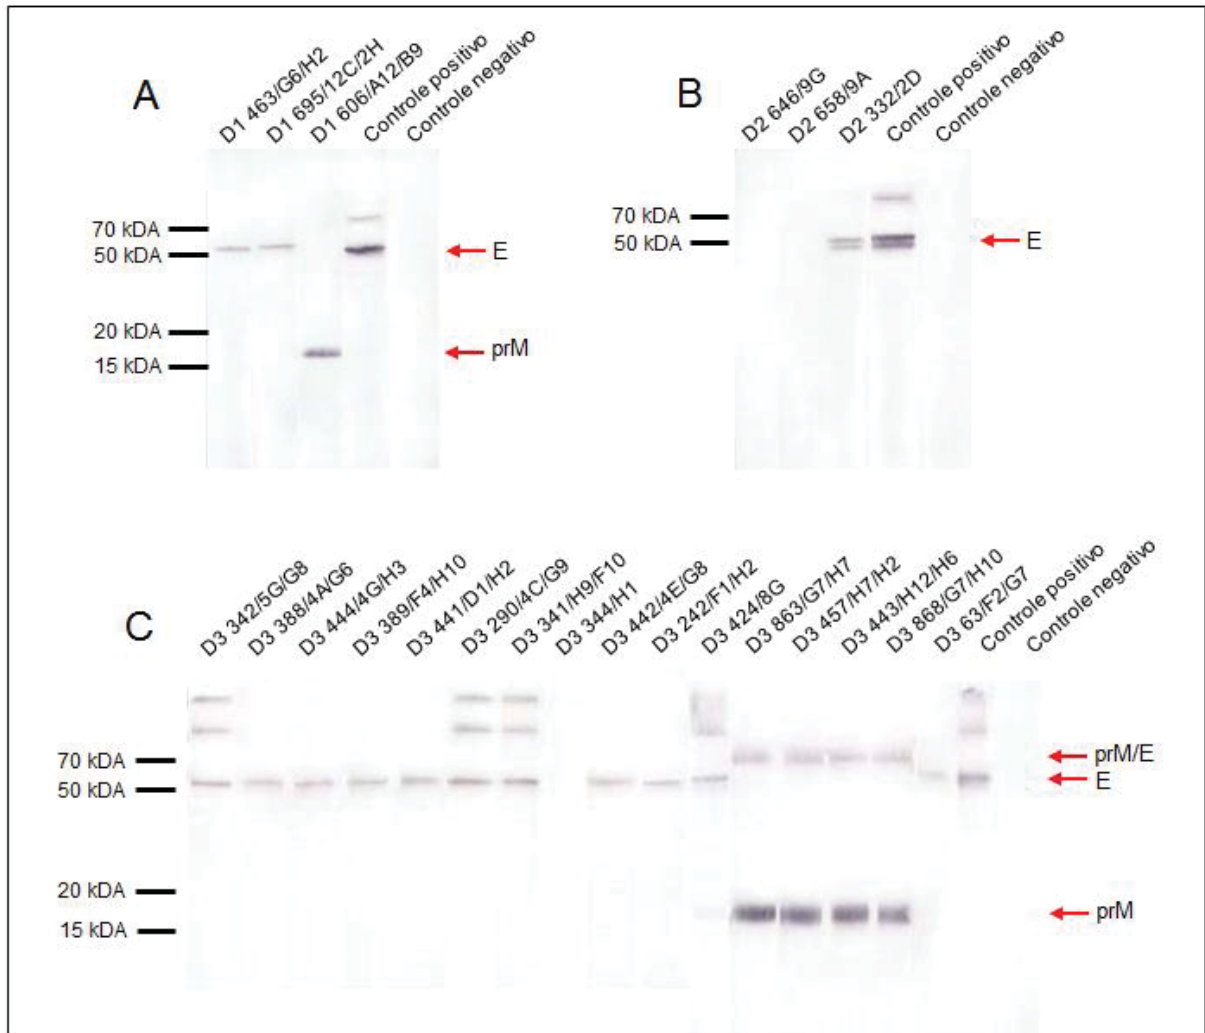 A
D1 463/G6/H2
D1 695/12C/2H
D1 606/A12/B9
Controle positivo
Controle negativo
70 kDA
50 kDA
20 kDA
15 kDA
E
prM
B
D2 646/9G
D2 658/9A
D2 332/2D
Controle positivo
Controle negativo
70 kDA
50 kDA
E
C
D3 342/5G/G8
D3 388/4A/G6
D3 444/4G/H3
D3 389/F4/H10
D3 441/D1/H2
D3 290/4C/G9
D3 341/H9/F10
D3 344/H1
D3 442/4E/G8
D3 242/F1/H2
D3 424/8G
D3 863/G7/H7
D3 457/H7/H2
D3 443/H12/H6
D3 868/G7/H10
D3 63/F2/G7
Controle positivo
Controle negativo
70 kDA
50 kDA
20 kDA
15 kDA
prM/E
E
prM